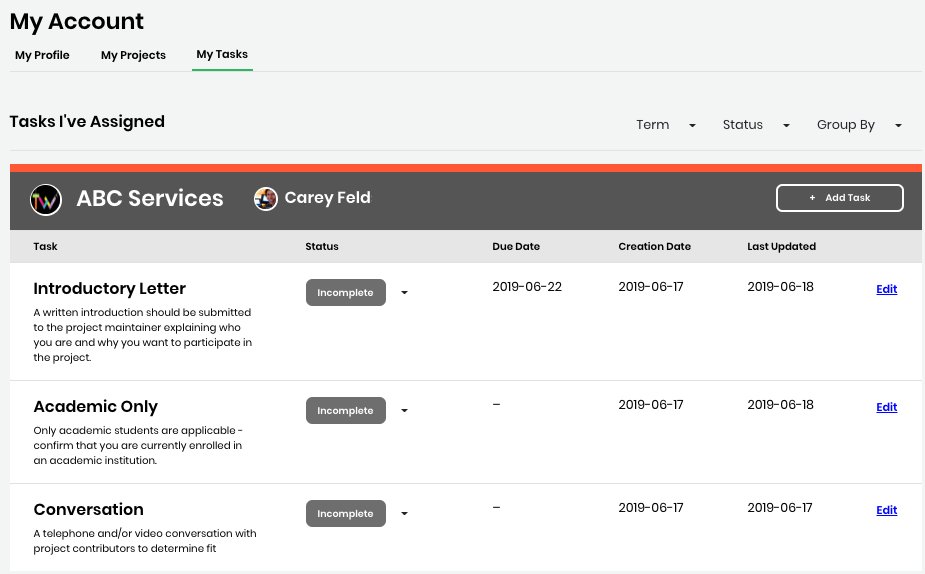 My Account
My Profile My Projects My Tasks
Tasks I've Assigned
Term Status Group By
TW ABC Services Carey Feld + Add Task
Task Status Due Date Creation Date Last Updated
Introductory Letter Incomplete 2019-06-22 2019-06-17 2019-06-18 Edit
A written introduction should be submitted
to the project maintainer explaining who
you are and why you want to participate in
the project.
Academic Only Incomplete – 2019-06-17 2019-06-18 Edit
Only academic students are applicable -
confirm that you are currently enrolled in
an academic institution.
Conversation Incomplete – 2019-06-17 2019-06-17 Edit
A telephone and/or video conversation with
project contributors to determine fit